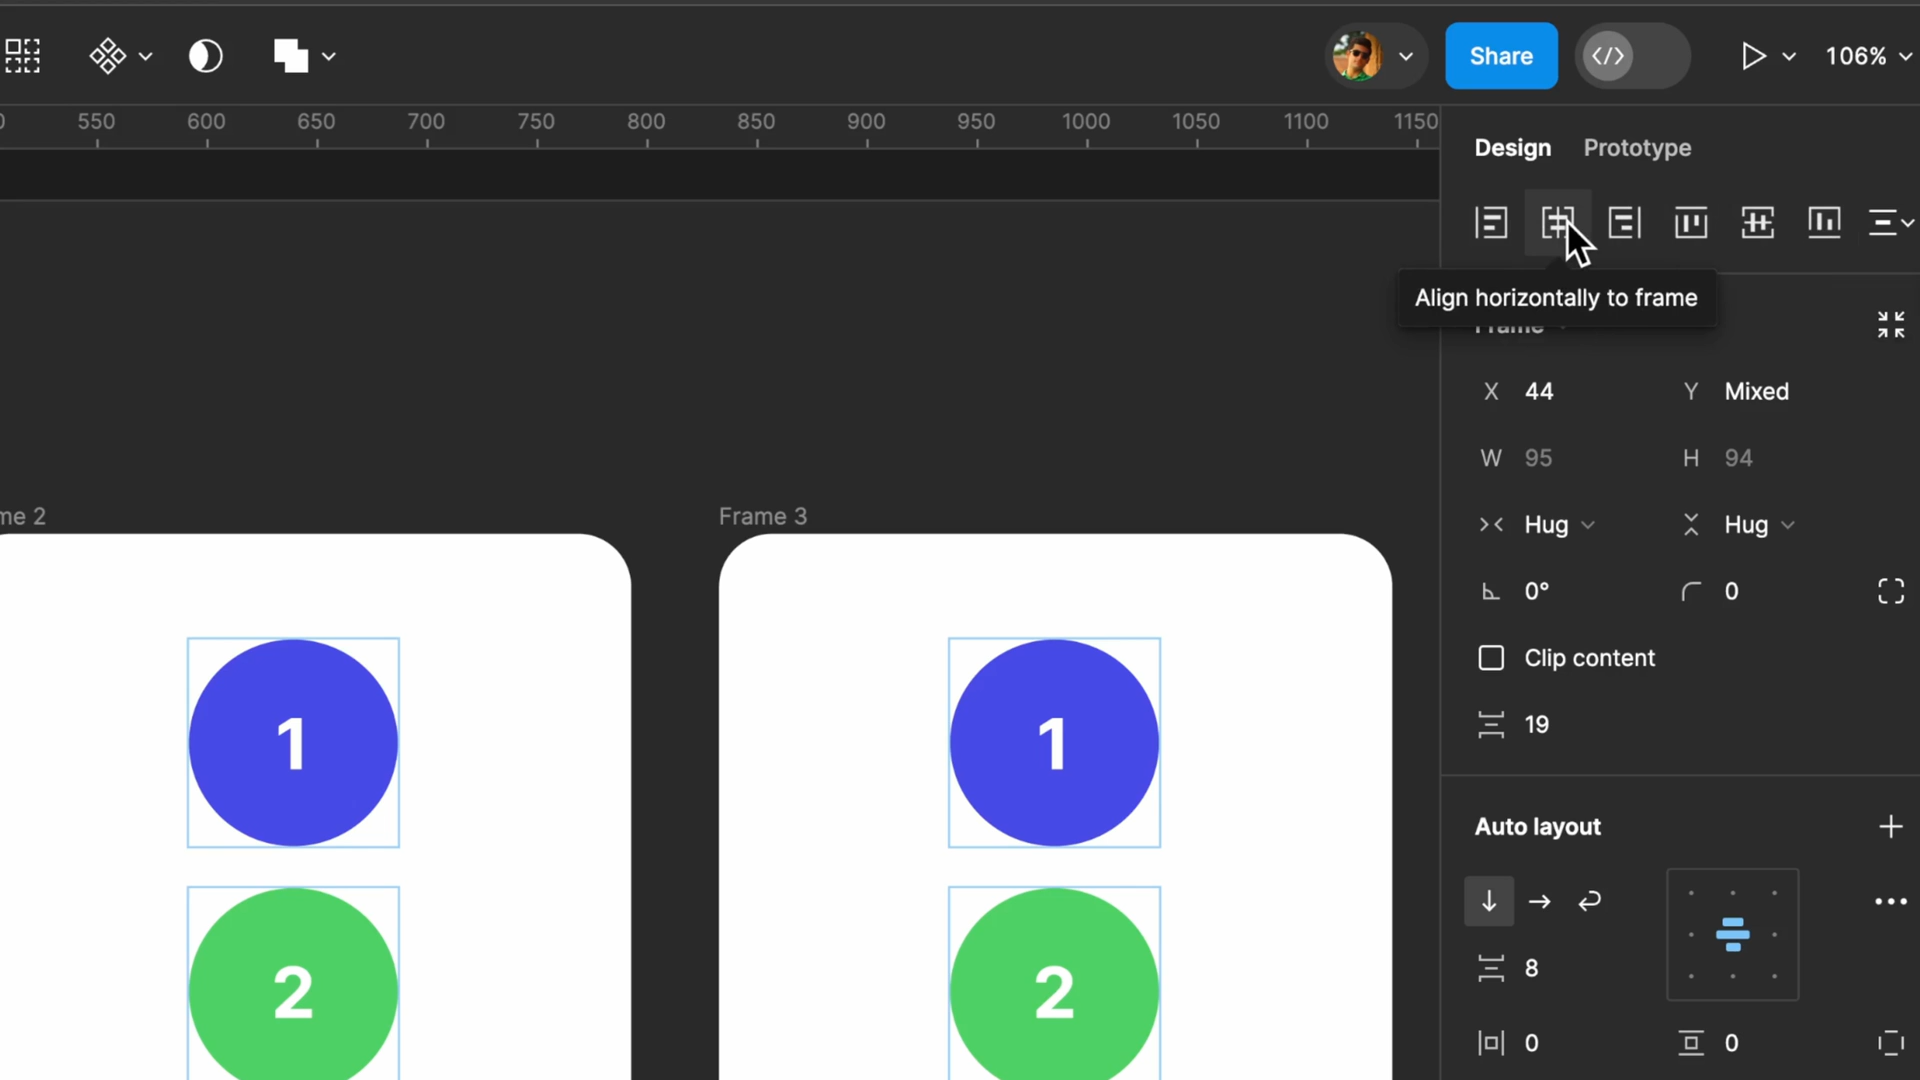 Share
106%
0 550 600 650 700 750 800 850 900 950 1000 1050 1100 1150
Design Prototype
Align horizontally to frame
Frame
X 44 Y Mixed
W 95 H 94
Hug Hug
0° 0
Clip content
19
me 2 Frame 3
1 1
Auto layout
8
2 2
0 0